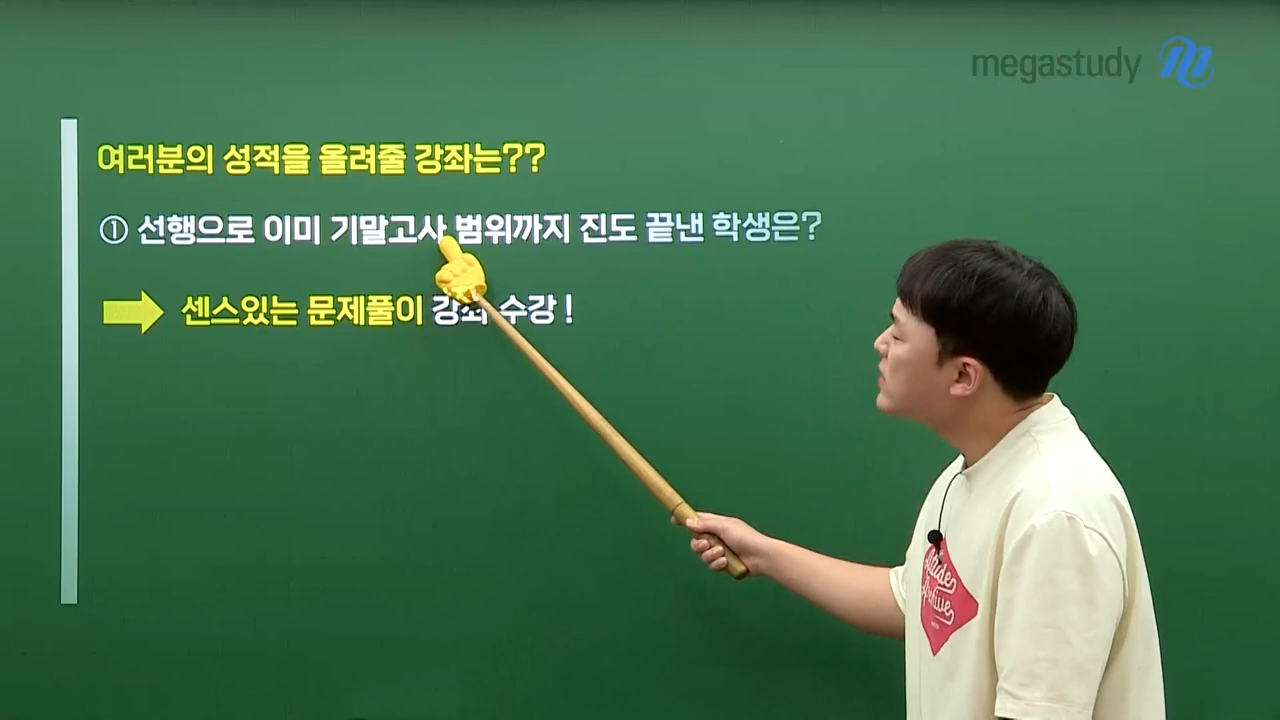 megastudy
여러분의 성적을 올려줄 강좌는??
① 선행으로 이미 기말고사 범위까지 진도 끝낸 학생은?
센스있는 문제풀이 강좌 수강 !